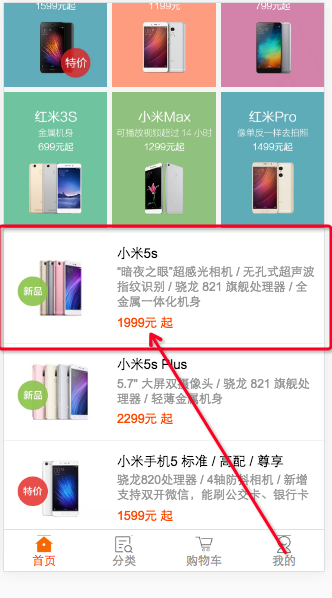 1599元起
1199元起
799元起
特价
红米3S
金属机身
699元起
小米Max
可播放视频超过 14 小时
1299元起
红米Pro
像单反一样去拍照
1499元起
新品
小米5s
“暗夜之眼”超感光相机 / 无孔式超声波
指纹识别 / 骁龙 821 旗舰处理器 / 全
金属一体化机身
1999元 起
新品
小米5s Plus
5.7" 大屏双摄像头 / 骁龙 821 旗舰处
理器 / 轻薄金属机身
2299元 起
特价
小米手机5 标准 / 高配 / 尊享
骁龙820处理器 / 4轴防抖相机 / 新增
支持双开微信，能刷公交卡、银行卡
1599元 起
首页
分类
购物车
我的